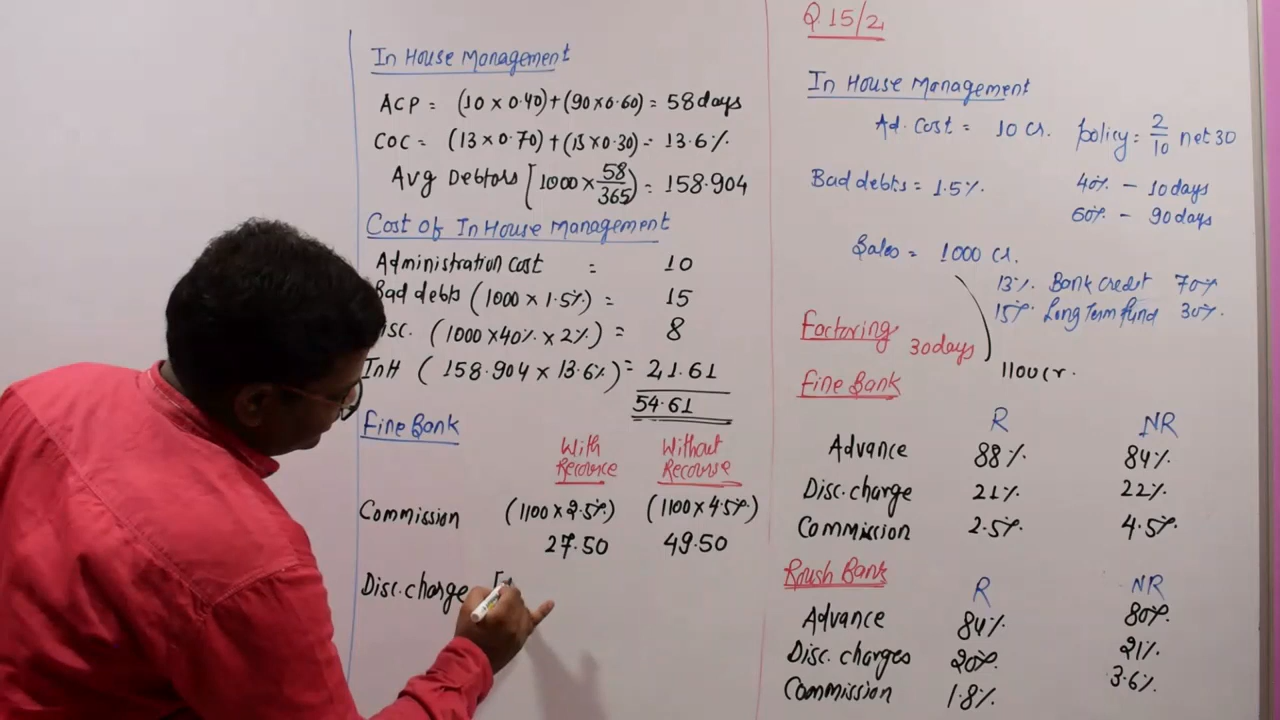 In House Management
ACP = (10 × 0.40)+(90×0.60) = 58 days
COC = (13 × 0.70)+(15×0.30) = 13.6%
Avg Debtors [1000 × 58/365) = 158.904
Cost Of In House Management
Administration cost = 10
Bad debts (1000 × 1.5%) = 15
Disc. (1000 ×40% × 2%) = 8
InH ( 158.904 × 13.6%) = 21.61
54.61
Fine Bank
With Recource
Without Recourse
Commission (1100×2.5%) (1100×4.5%)
27.50 49.50
Disc. charge [
Q 15/2
In House Management
Ad. Cost = 10 Cr. policy = 2/10 net 30
Bad debts = 1.5% 40% – 10 days
60% – 90 days
Sales = 1000 Cr.
13% Bank credit 70%
15% Long Term fund 30%
Factoring 30 days
1100 Cr.
Fine Bank
R NR
Advance 88% 84%
Disc. charge 21% 22%
Commission 2.5% 4.5%
Roush Bank
R NR
Advance 84% 80%
Disc. charges 20% 21%
Commission 1.8% 3.6%